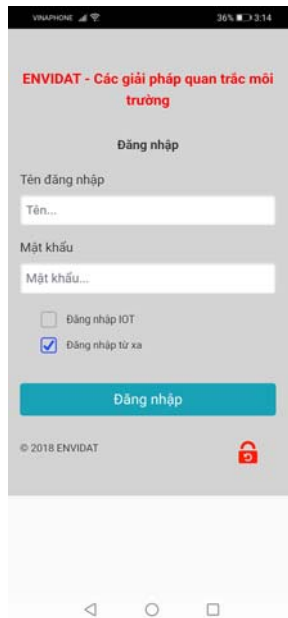 VINAPHONE 36% 3:14
ENVIDAT - Các giải pháp quan trắc môi
trường
Đăng nhập
Tên đăng nhập
Tên...
Mật khẩu
Mật khẩu...
Đăng nhập IOT
Đăng nhập từ xa
Đăng nhập
© 2018 ENVIDAT